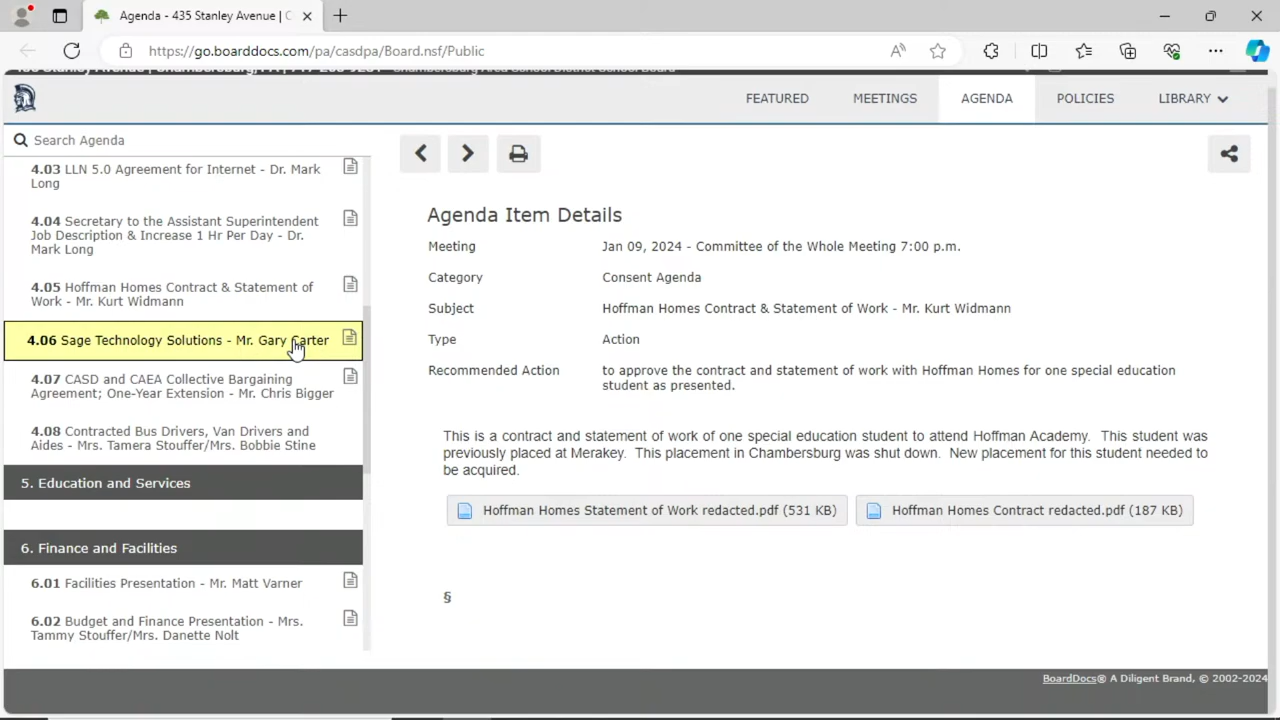 Agenda - 435 Stanley Avenue | C
https://go.boarddocs.com/pa/casdpa/Board.nsf/Public
FEATURED
MEETINGS
AGENDA
POLICIES
LIBRARY
Search Agenda
4.03 LLN 5.0 Agreement for Internet - Dr. Mark
Long
4.04 Secretary to the Assistant Superintendent
Job Description & Increase 1 Hr Per Day - Dr.
Mark Long
4.05 Hoffman Homes Contract & Statement of
Work - Mr. Kurt Widmann
4.06 Sage Technology Solutions - Mr. Gary Carter
4.07 CASD and CAEA Collective Bargaining
Agreement; One-Year Extension - Mr. Chris Bigger
4.08 Contracted Bus Drivers, Van Drivers and
Aides - Mrs. Tamera Stouffer/Mrs. Bobbie Stine
5. Education and Services
6. Finance and Facilities
6.01 Facilities Presentation - Mr. Matt Varner
6.02 Budget and Finance Presentation - Mrs.
Tammy Stouffer/Mrs. Danette Nolt
Agenda Item Details
Meeting Jan 09, 2024 - Committee of the Whole Meeting 7:00 p.m.
Category Consent Agenda
Subject Hoffman Homes Contract & Statement of Work - Mr. Kurt Widmann
Type Action
Recommended Action to approve the contract and statement of work with Hoffman Homes for one special education
student as presented.
This is a contract and statement of work of one special education student to attend Hoffman Academy. This student was
previously placed at Merakey. This placement in Chambersburg was shut down. New placement for this student needed to
be acquired.
Hoffman Homes Statement of Work redacted.pdf (531 KB)
Hoffman Homes Contract redacted.pdf (187 KB)
§
BoardDocs® A Diligent Brand, © 2002-2024